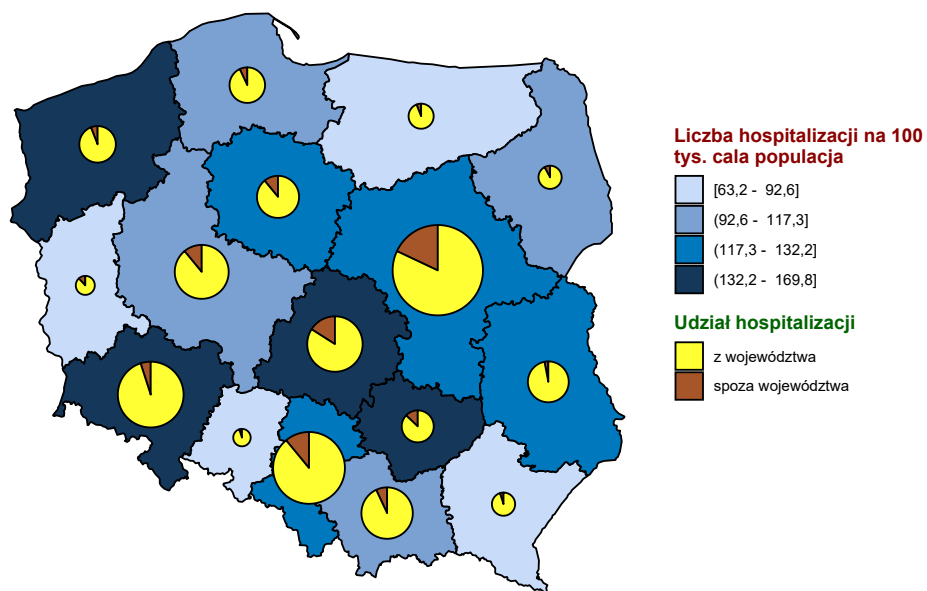 Liczba hospitalizacji na 100
tys. cala populacja
[63,2 - 92,6]
(92,6 - 117,3]
(117,3 - 132,2]
(132,2 - 169,8]
Udział hospitalizacji
z województwa
spoza województwa